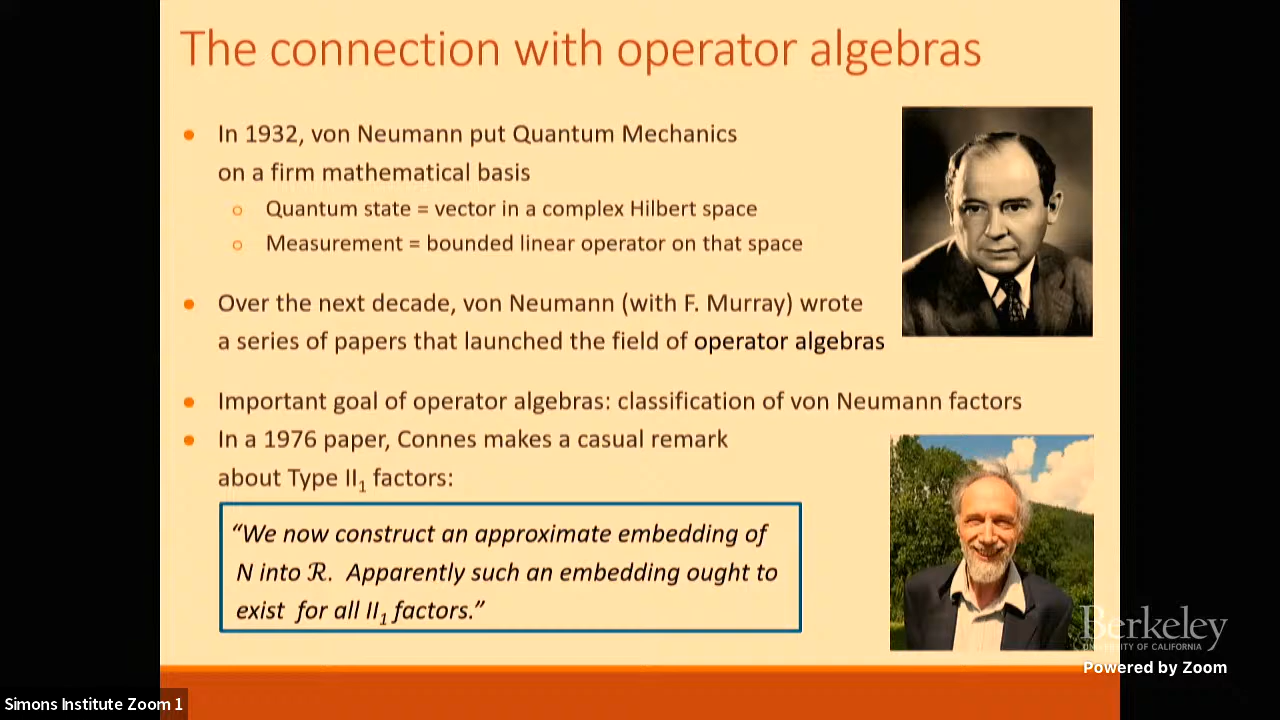 The connection with operator algebras
In 1932, von Neumann put Quantum Mechanics
on a firm mathematical basis
Quantum state = vector in a complex Hilbert space
Measurement = bounded linear operator on that space
Over the next decade, von Neumann (with F. Murray) wrote
a series of papers that launched the field of operator algebras
Important goal of operator algebras: classification of von Neumann factors
In a 1976 paper, Connes makes a casual remark
about Type II₁ factors:
“We now construct an approximate embedding of
N into ℛ. Apparently such an embedding ought to
exist for all II₁ factors.”
Berkeley
UNIVERSITY OF CALIFORNIA
Powered by Zoom
Simons Institute Zoom 1